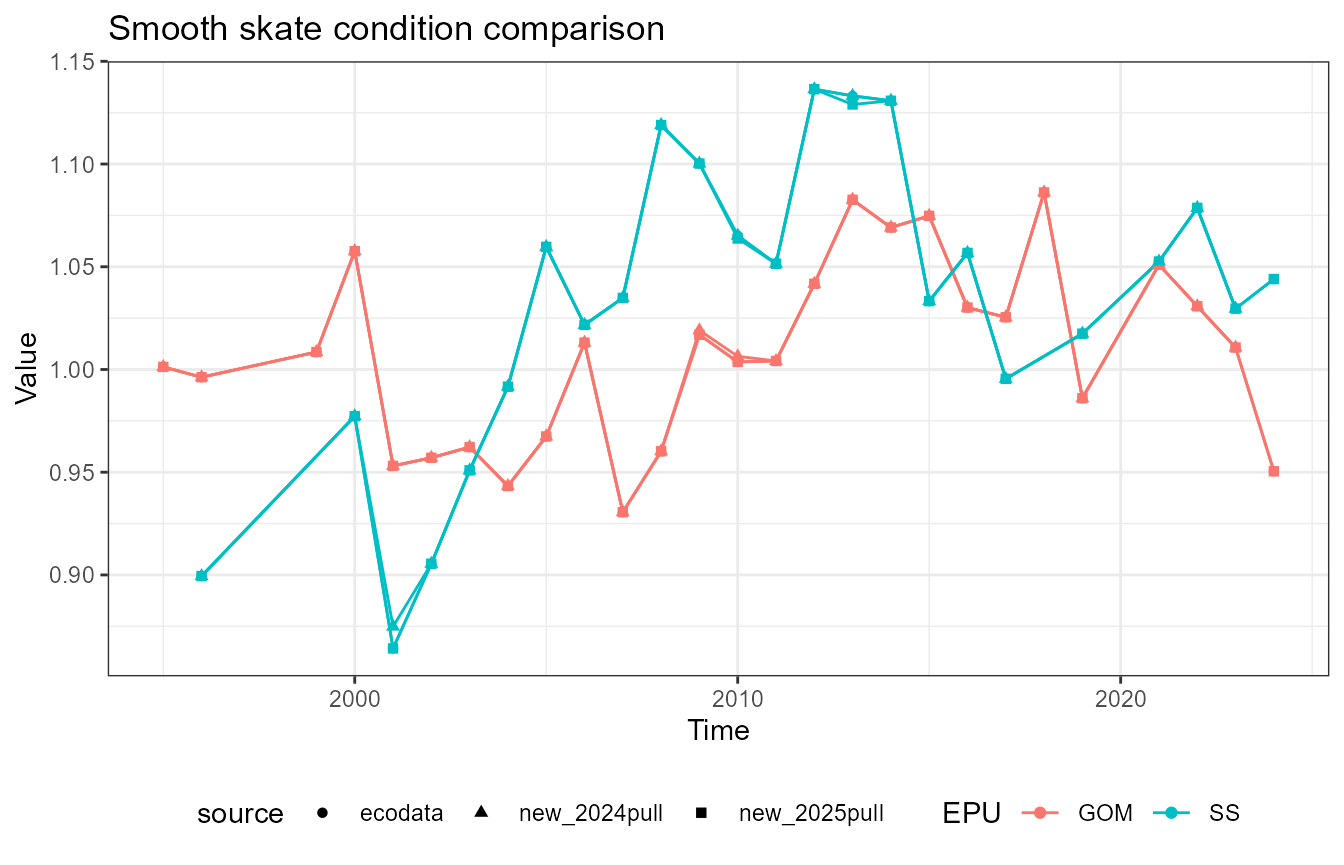 Smooth skate condition comparison
1.15
1.10
1.05
1.00
0.95
0.90
Value
2000 2010 2020
Time
source ecodata new_2024pull new_2025pull EPU GOM SS